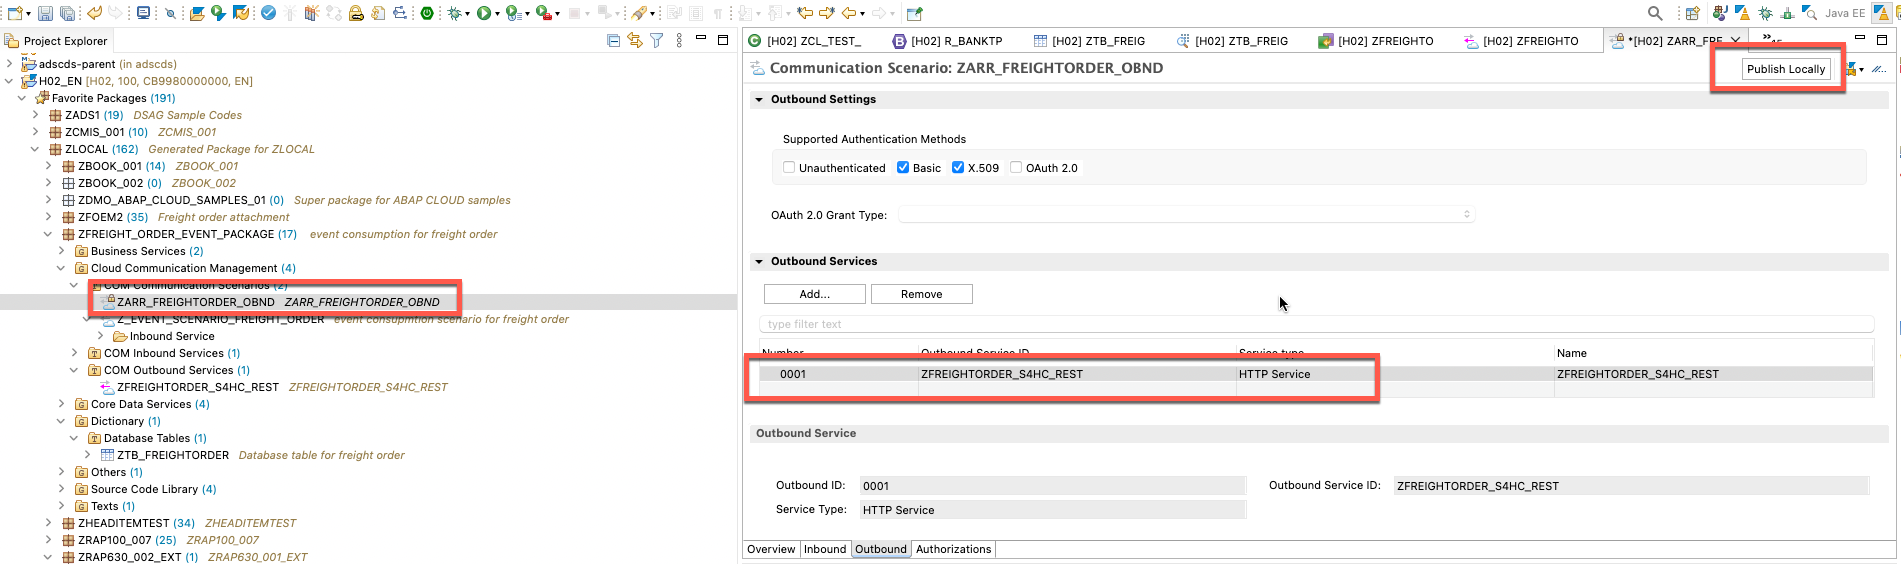 Java EE
Project Explorer
adscds-parent (in adscds)
H02_EN [H02, 100, CB9980000000, EN]
Favorite Packages (191)
ZADS1 (19) DSAG Sample Codes
ZCMIS_001 (10) ZCMIS_001
ZLOCAL (162) Generated Package for ZLOCAL
ZBOOK_001 (14) ZBOOK_001
ZBOOK_002 (0) ZBOOK_002
ZDMO_ABAP_CLOUD_SAMPLES_01 (0) Super package for ABAP CLOUD samples
ZFOEM2 (35) Freight order attachment
ZFREIGHT_ORDER_EVENT_PACKAGE (17) event consumption for freight order
Business Services (2)
Cloud Communication Management (4)
COM Communication Scenarios (2)
ZARR_FREIGHTORDER_OBND ZARR_FREIGHTORDER_OBND
Z_EVENT_SCENARIO_FREIGHT_ORDER event consupmtion scenario for freight order
Inbound Service
COM Inbound Services (1)
COM Outbound Services (1)
ZFREIGHTORDER_S4HC_REST ZFREIGHTORDER_S4HC_REST
Core Data Services (4)
Dictionary (1)
Database Tables (1)
ZTB_FREIGHTORDER Database table for freight order
Others (1)
Source Code Library (4)
Texts (1)
ZHEADITEMTEST (34) ZHEADITEMTEST
ZRAP100_007 (25) ZRAP100_007
ZRAP630_002_EXT (1) ZRAP630_001_EXT
[H02] ZCL_TEST_ [H02] R_BANKTP [H02] ZTB_FREIG [H02] ZTB_FREIG [H02] ZFREIGHTO [H02] ZFREIGHTO *[H02] ZARR_FRE
Communication Scenario: ZARR_FREIGHTORDER_OBND
Publish Locally
Outbound Settings
Supported Authentication Methods
Unauthenticated Basic X.509 OAuth 2.0
OAuth 2.0 Grant Type:
Outbound Services
Add... Remove
type filter text
Number Outbound Service ID Service type Name
0001 ZFREIGHTORDER_S4HC_REST HTTP Service ZFREIGHTORDER_S4HC_REST
Outbound Service
Outbound ID: 0001 Outbound Service ID: ZFREIGHTORDER_S4HC_REST
Service Type: HTTP Service
Overview Inbound Outbound Authorizations